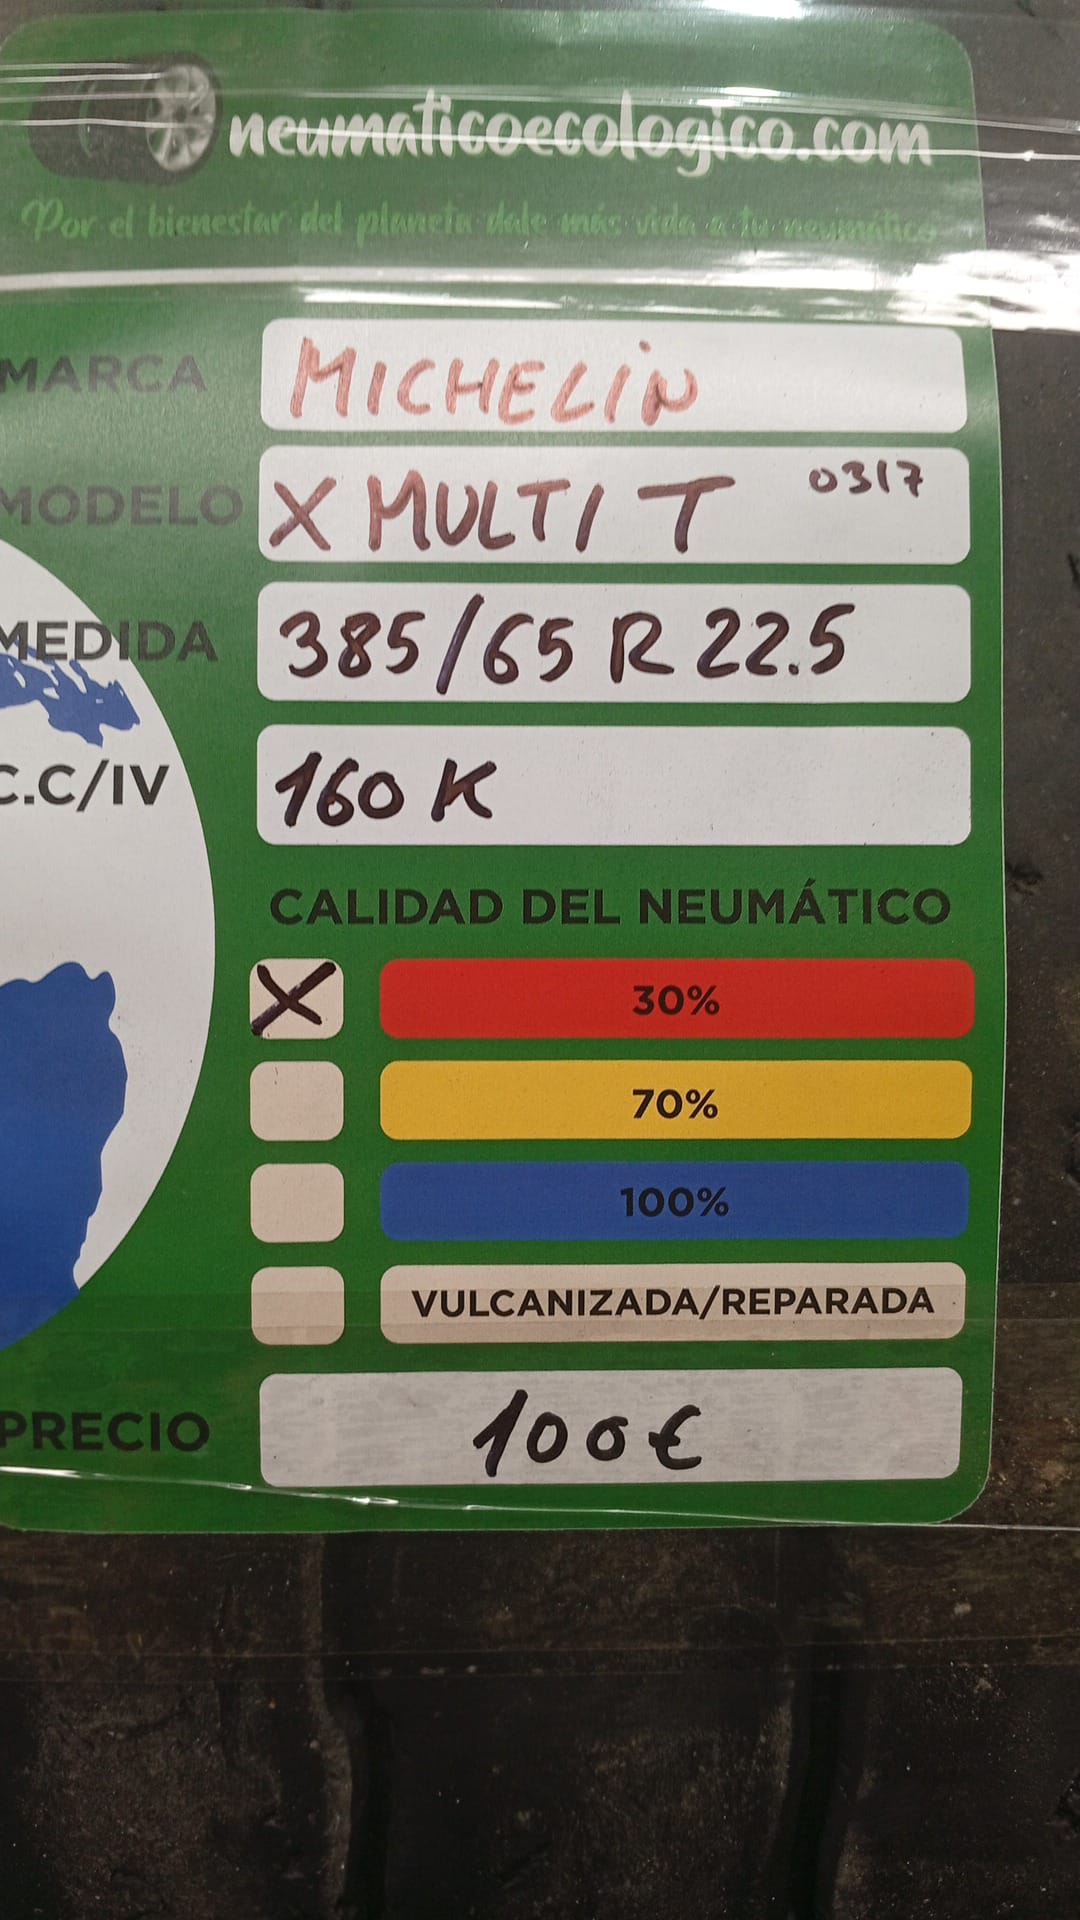 neumaticoecologico.com
Por el bienestar del planeta dale más vida a tu neumático
MARCA MICHELIN
MODELO X MULTI T 0317
MEDIDA 385/65 R 22.5
C.C/IV 160 K
CALIDAD DEL NEUMÁTICO
X 30%
70%
100%
VULCANIZADA/REPARADA
PRECIO 100€